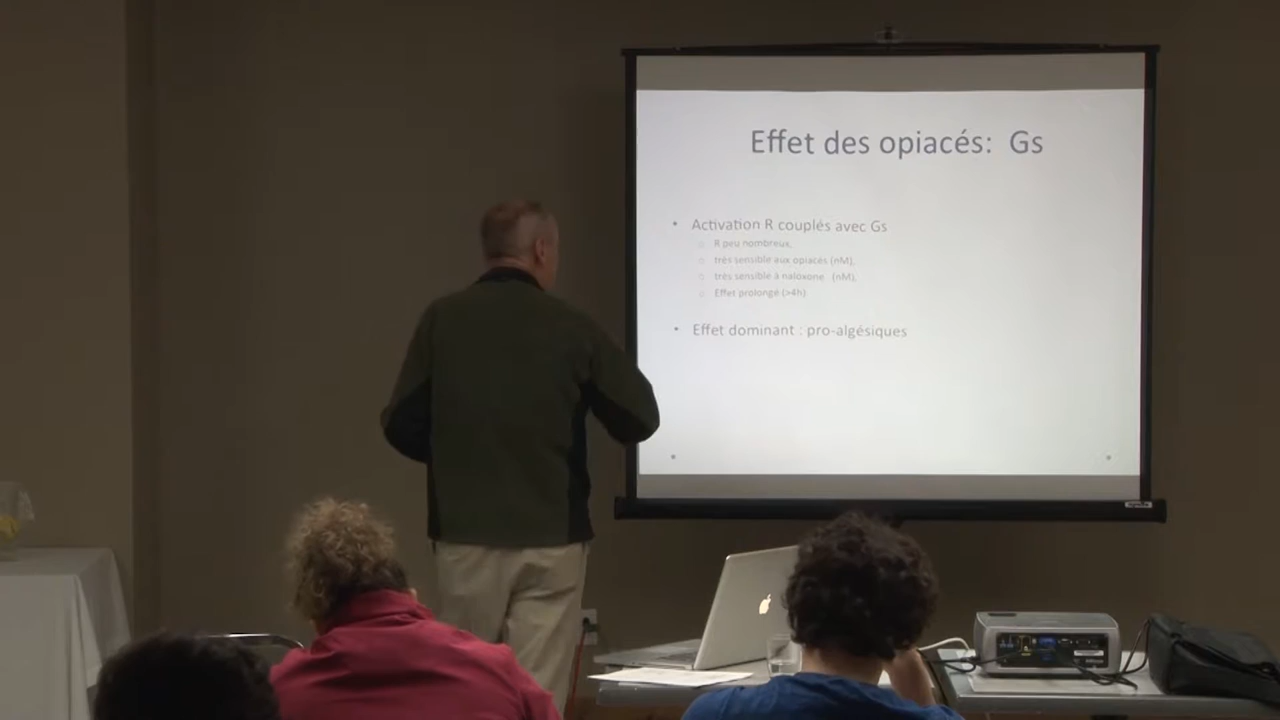 Effet des opiacés: Gs
• Activation R couplés avec Gs
○ R peu nombreux,
○ très sensible aux opiacés (nM),
○ très sensible à naloxone (nM),
○ Effet prolongé (>4h)
• Effet dominant : pro-algésiques